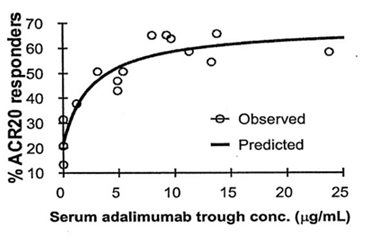 % ACR20 responders
70
60
50
40
30
20
10
Observed
Predicted
0 5 10 15 20 25
Serum adalimumab trough conc. (μg/mL)